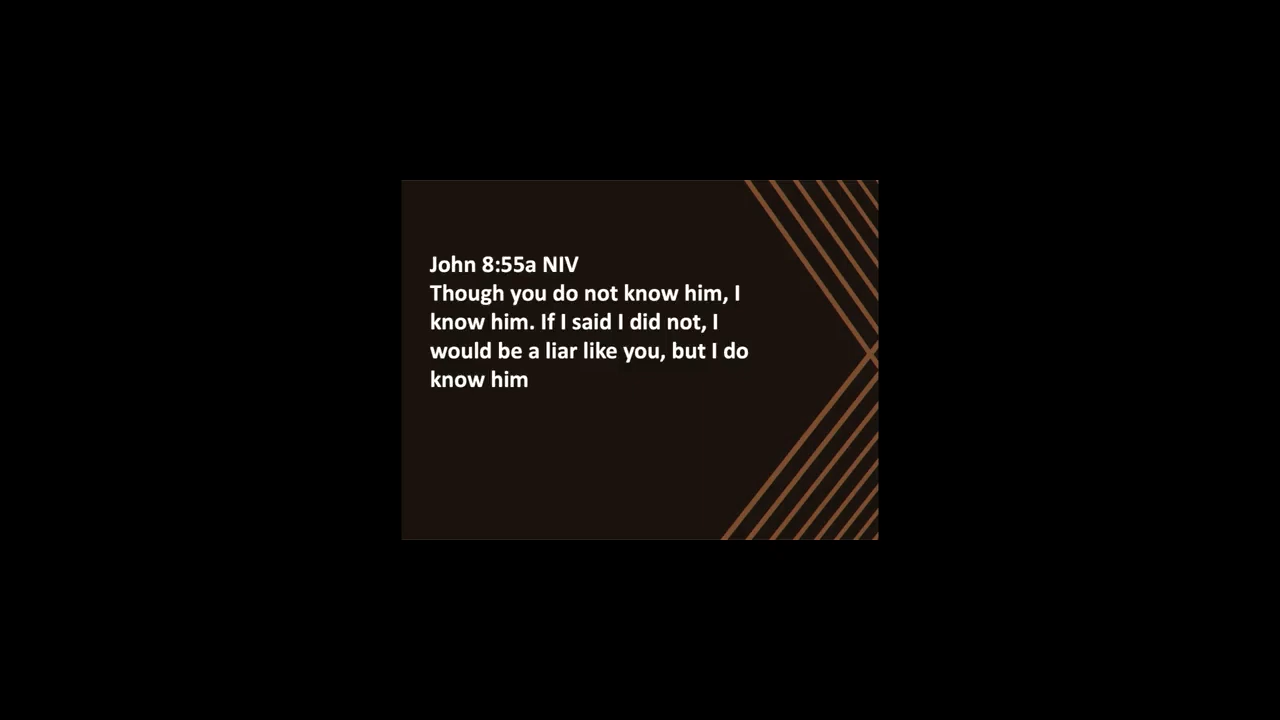 John 8:55a NIV
Though you do not know him, I
know him. If I said I did not, I
would be a liar like you, but I do
know him